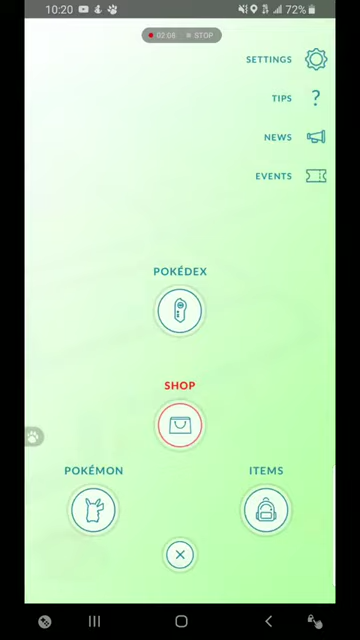 10:20
72%
02:08 STOP
SETTINGS
TIPS
?
NEWS
EVENTS
POKÉDEX
SHOP
POKÉMON
ITEMS